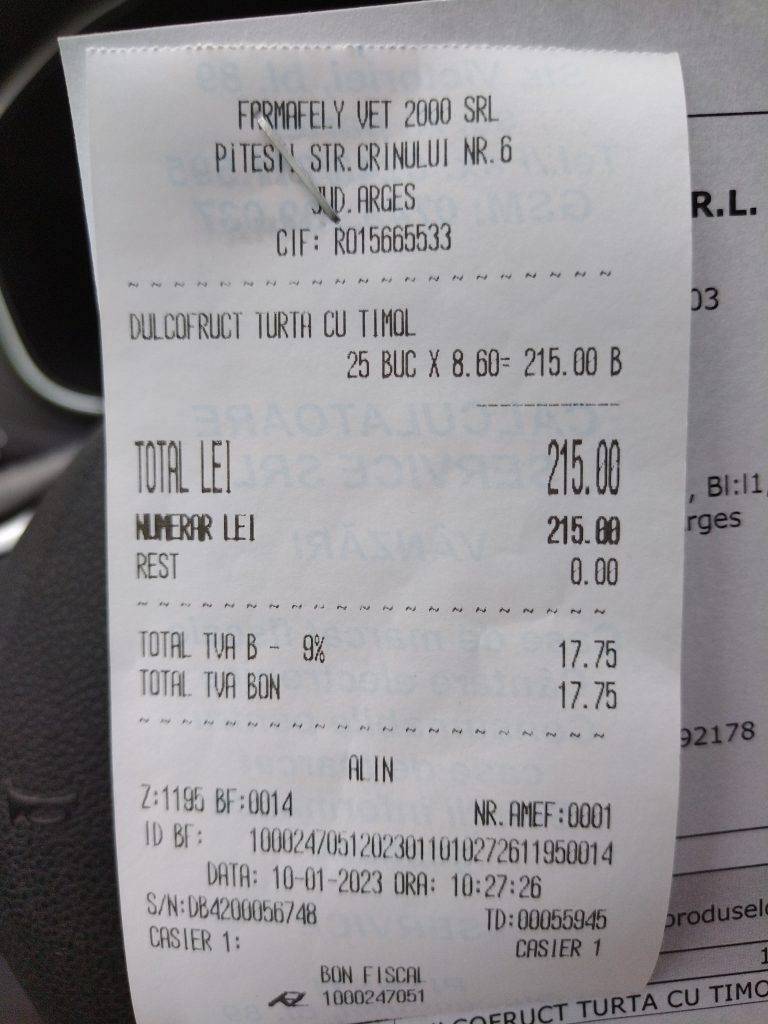 FARMAFELY VET 2000 SRL
PiTESTI STR.CRINULUI NR.6
JUD.ARGES
CIF: RO15665533
DULCOFRUCT TURTA CU TIMOL
25 BUC X 8.60= 215.00 B
TOTAL LEI 215.00
NUMERAR LEI 215.00
REST 0.00
TOTAL TVA B - 9% 17.75
TOTAL TVA BON 17.75
ALIN
Z:1195 BF:0014 NR.AMEF:0001
ID BF: 10002470512023011010272611950014
DATA: 10-01-2023 ORA: 10:27:26
S/N:DB4200056748 TD:00055945
CASIER 1: CASIER 1
BON FISCAL
1000247051
R.L.
03
, Bl:l1,
rges
92178
produsel
1
COFRUCT TURTA CU TIMO